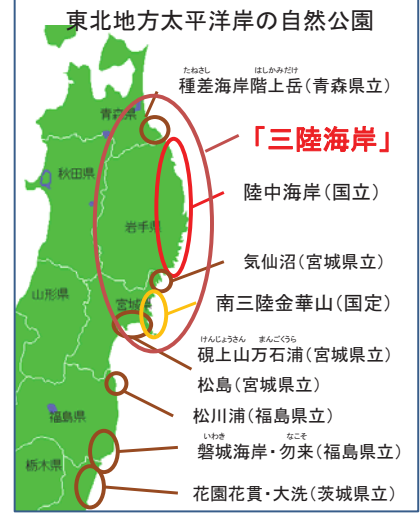 東北地方太平洋岸の自然公園
たねさし はしかみだけ
種差海岸階上岳(青森県立)
青森県
「三陸海岸」
秋田県
陸中海岸(国立)
岩手県
気仙沼(宮城県立)
山形県
宮城県
南三陸金華山(国定)
けんじょうさん まんごくうら
硯上山万石浦(宮城県立)
松島(宮城県立)
松川浦(福島県立)
福島県
いわき なこそ
磐城海岸・勿来(福島県立)
栃木県
花園花貫・大洗(茨城県立)